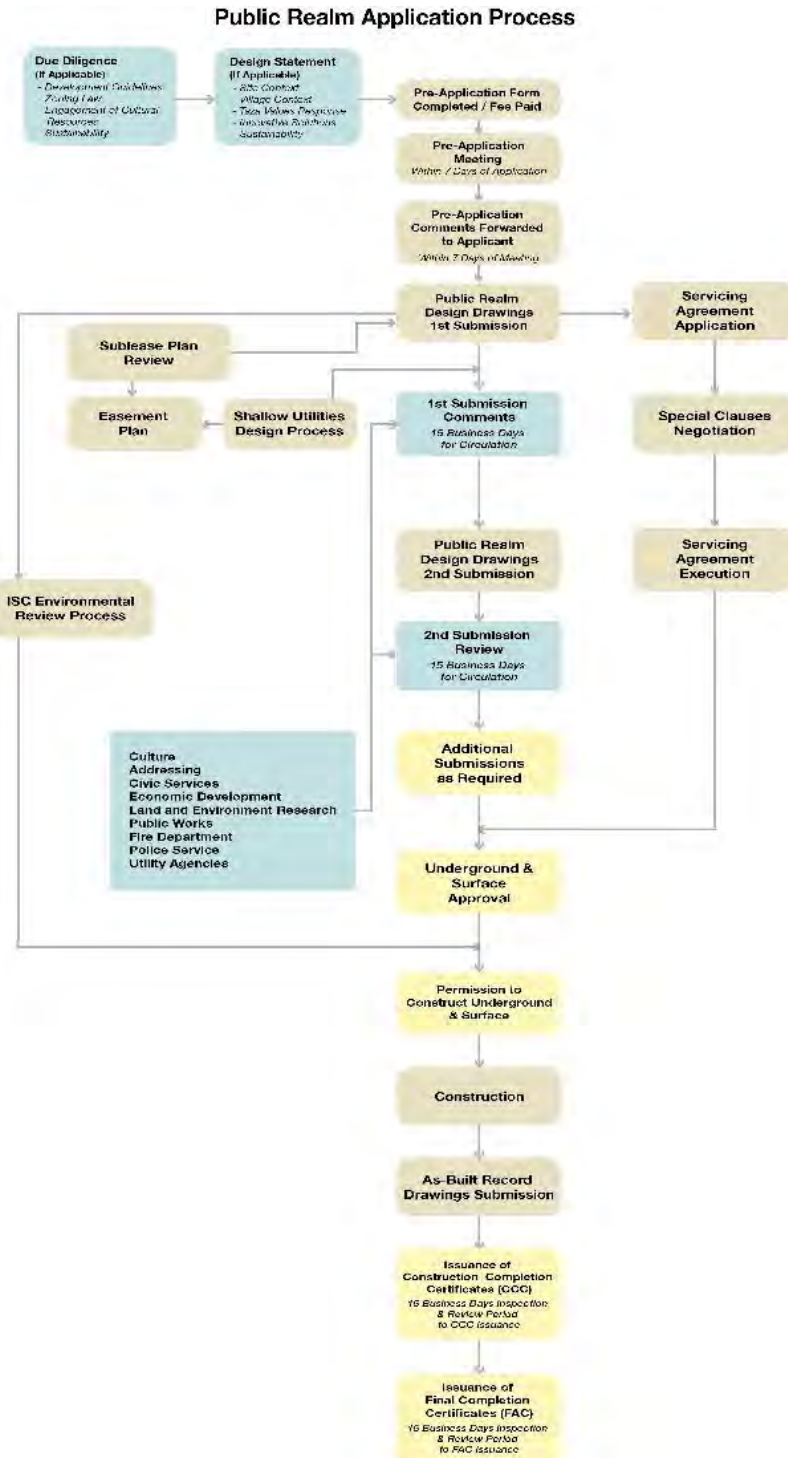 Public Realm Application Process
Due Diligence
(If Applicable)
- Development Guidelines
Zoning Law
Engagement of Cultural
Resources
Sustainability
Design Statement
(If Applicable)
- Site Context
Village Context
- Taza Values Response
- Innovative Solutions
Sustainability
Pre-Application Form
Completed / Fee Paid
Pre-Application
Meeting
Within 7 Days of Application
Pre-Application
Comments Forwarded
to Applicant
Within 7 Days of Meeting
Public Realm
Design Drawings
1st Submission
Servicing
Agreement
Application
Sublease Plan
Review
Easement
Plan
Shallow Utilities
Design Process
1st Submission
Comments
15 Business Days
for Circulation
Special Clauses
Negotiation
Public Realm
Design Drawings
2nd Submission
Servicing
Agreement
Execution
ISC Environmental
Review Process
2nd Submission
Review
15 Business Days
for Circulation
Culture
Addressing
Civic Services
Economic Development
Land and Environment Research
Public Works
Fire Department
Police Service
Utility Agencies
Additional
Submissions
as Required
Underground &
Surface
Approval
Permission to
Construct Underground
& Surface
Construction
As-Built Record
Drawings Submission
Issuance of
Construction Completion
Certificates (CCC)
Business Days Inspection
& Review Period
to CCC Issuance
Issuance of
Final Completion
Certificates (FAC)
Business Days Inspection
& Review Period
to FAC Issuance